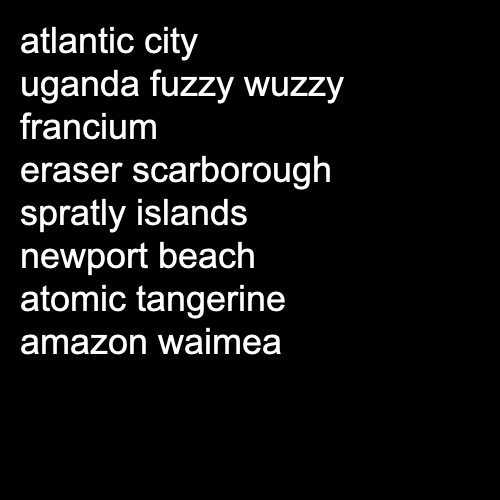 atlantic city
uganda fuzzy wuzzy
francium
eraser scarborough
spratly islands
newport beach
atomic tangerine
amazon waimea